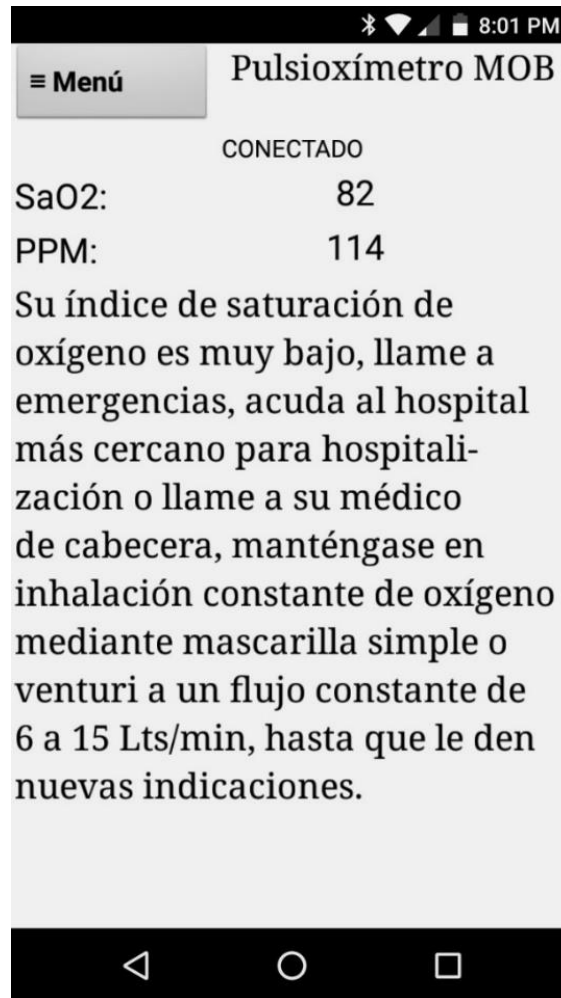 8:01 PM
≡ Menú
Pulsioxímetro MOB
CONECTADO
SaO2: 82
PPM: 114
Su índice de saturación de
oxígeno es muy bajo, llame a
emergencias, acuda al hospital
más cercano para hospitali-
zación o llame a su médico
de cabecera, manténgase en
inhalación constante de oxígeno
mediante mascarilla simple o
venturi a un flujo constante de
6 a 15 Lts/min, hasta que le den
nuevas indicaciones.